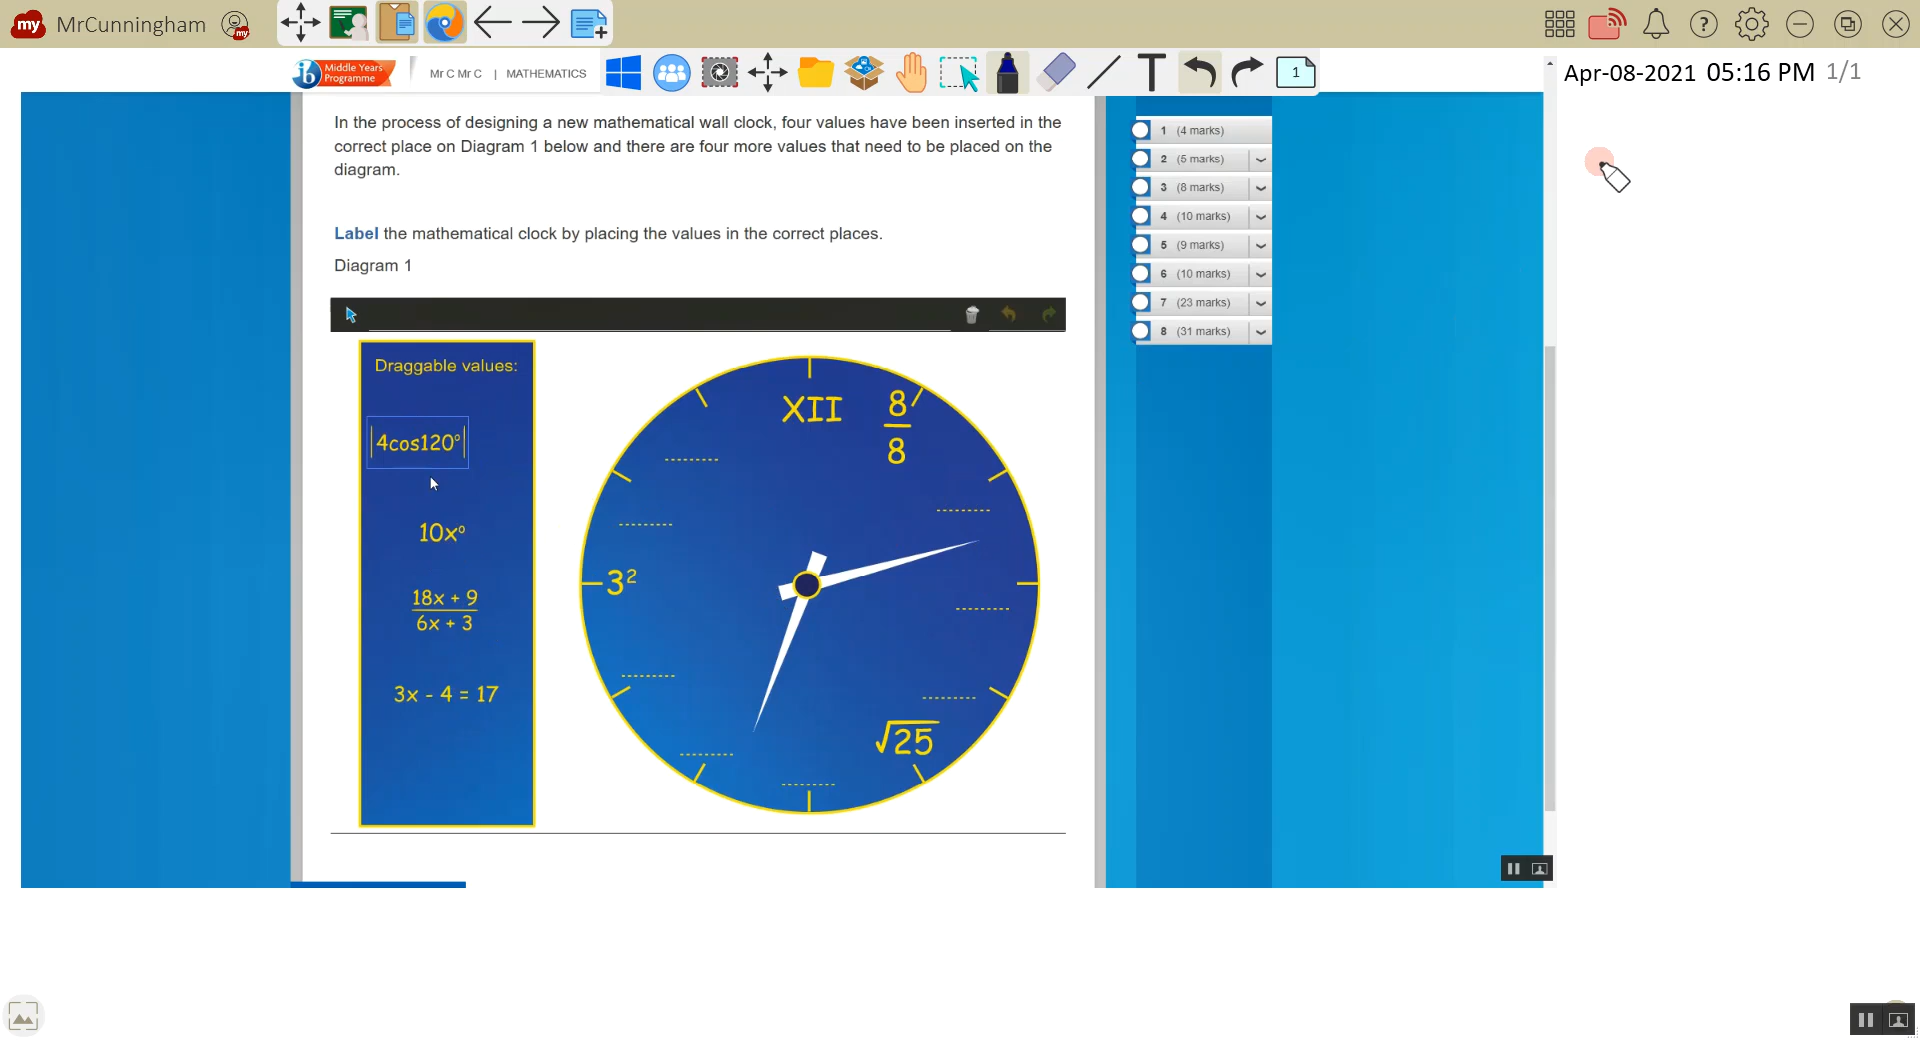 my MrCunningham
Apr-08-2021 05:16 PM 1/1
ib Middle Years Programme
Mr C Mr C | MATHEMATICS
1
In the process of designing a new mathematical wall clock, four values have been inserted in the
correct place on Diagram 1 below and there are four more values that need to be placed on the
diagram.
Label the mathematical clock by placing the values in the correct places.
Diagram 1
Draggable values:
|4cos120°|
10x°
18x + 9
6x + 3
3x - 4 = 17
XII
8
8
3²
√25
1 (4 marks)
2 (5 marks)
3 (8 marks)
4 (10 marks)
5 (9 marks)
6 (10 marks)
7 (23 marks)
8 (31 marks)